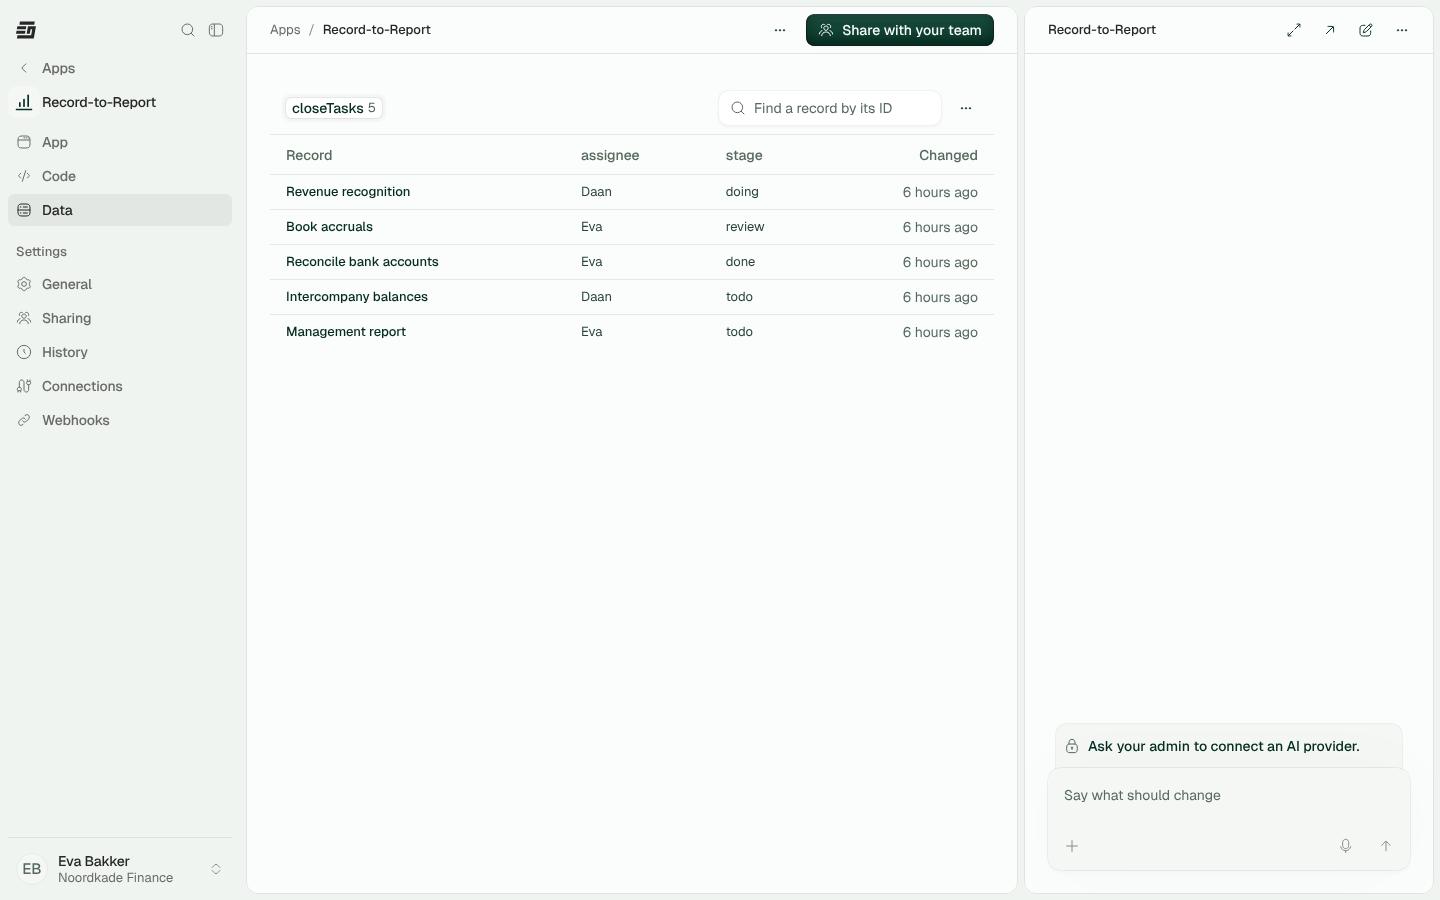 Apps
Record-to-Report
App
Code
Data
Settings
General
Sharing
History
Connections
Webhooks
EB
Eva Bakker
Noordkade Finance
Apps / Record-to-Report
Share with your team
closeTasks 5
Find a record by its ID
Record assignee stage Changed
Revenue recognition Daan doing 6 hours ago
Book accruals Eva review 6 hours ago
Reconcile bank accounts Eva done 6 hours ago
Intercompany balances Daan todo 6 hours ago
Management report Eva todo 6 hours ago
Record-to-Report
Ask your admin to connect an AI provider.
Say what should change